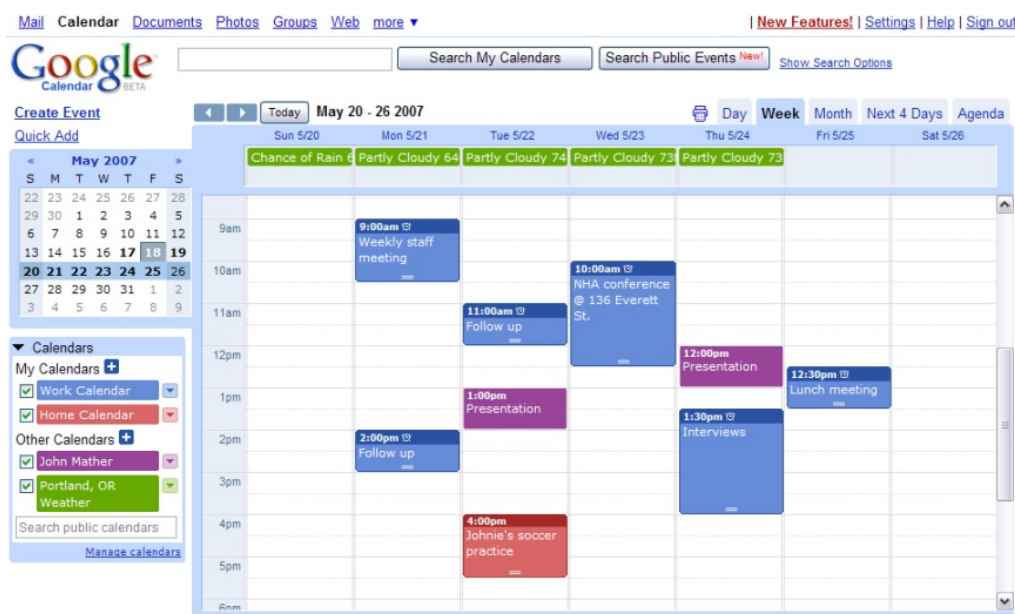 Mail Calendar Documents Photos Groups Web more ▼ | New Features! | Settings | Help | Sign out
Google
Calendar BETA
Search My Calendars Search Public Events New! Show Search Options
Create Event
Quick Add
Today May 20 - 26 2007 Day Week Month Next 4 Days Agenda
Sun 5/20 Mon 5/21 Tue 5/22 Wed 5/23 Thu 5/24 Fri 5/25 Sat 5/26
Chance of Rain 6 Partly Cloudy 64 Partly Cloudy 74 Partly Cloudy 73 Partly Cloudy 73
« May 2007 »
S M T W T F S
22 23 24 25 26 27 28
29 30 1 2 3 4 5
6 7 8 9 10 11 12
13 14 15 16 17 18 19
20 21 22 23 24 25 26
27 28 29 30 31 1 2
3 4 5 6 7 8 9
Calendars
My Calendars +
Work Calendar
Home Calendar
Other Calendars +
John Mather
Portland, OR
Weather
Search public calendars
Manage calendars
9am
10am
11am
12pm
1pm
2pm
3pm
4pm
5pm
6pm
9:00am
Weekly staff
meeting
2:00pm
Follow up
11:00am
Follow up
1:00pm
Presentation
4:00pm
Johnie's soccer
practice
10:00am
NHA conference
@ 136 Everett
St.
12:00pm
Presentation
1:30pm
Interviews
12:30pm
Lunch meeting